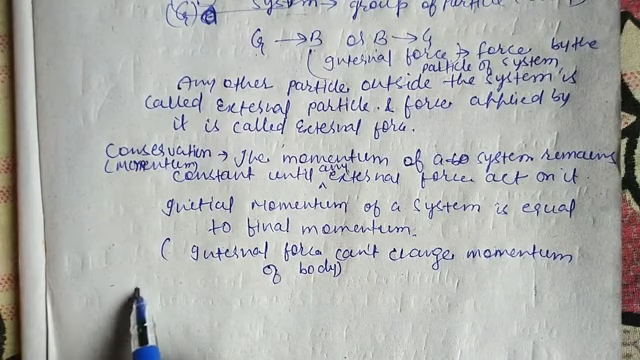 (G) System → group of particle
G → B or B → G
( Internal force → force by the
particle of system
Any other particle outside the system is
called External particle & force applied by
it is called External force.
Conservation → The momentum of a system remains
(momentum) constant until any external force act on it
Initial momentum of a system is equal
to final momentum.
( Internal force can't change momentum
of body)